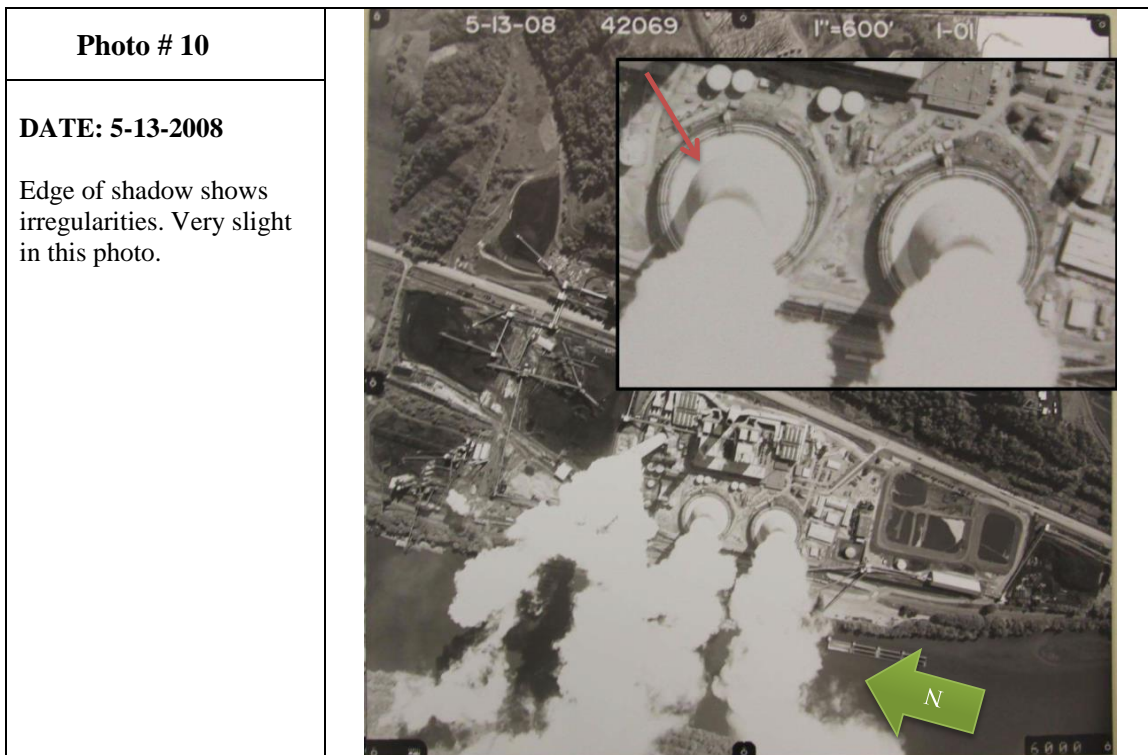 Photo # 10
DATE: 5-13-2008
Edge of shadow shows
irregularities. Very slight
in this photo.
5-13-08 42069 1"=600' 1-01
N
6000